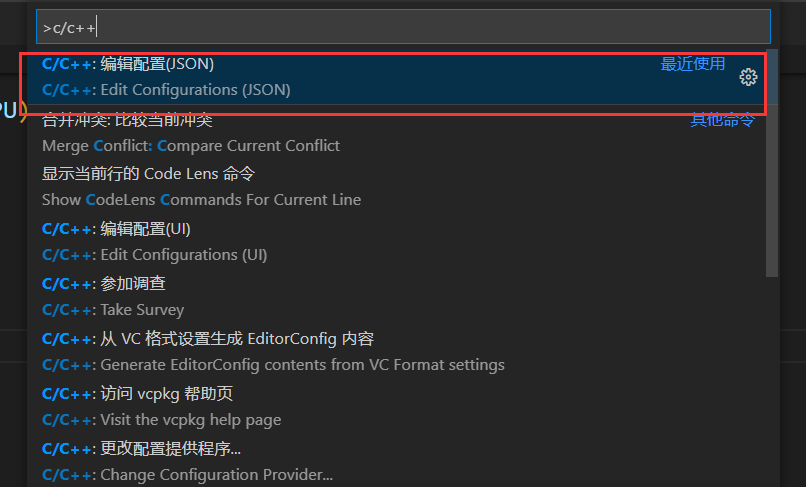 >c/c++
C/C++: 编辑配置(JSON) 最近使用
C/C++: Edit Configurations (JSON)
PU)
合并冲突: 比较当前冲突 其他命令
Merge Conflict: Compare Current Conflict
显示当前行的 Code Lens 命令
Show CodeLens Commands For Current Line
C/C++: 编辑配置(UI)
C/C++: Edit Configurations (UI)
C/C++: 参加调查
C/C++: Take Survey
C/C++: 从 VC 格式设置生成 EditorConfig 内容
C/C++: Generate EditorConfig contents from VC Format settings
C/C++: 访问 vcpkg 帮助页
C/C++: Visit the vcpkg help page
C/C++: 更改配置提供程序...
C/C++: Change Configuration Provider...